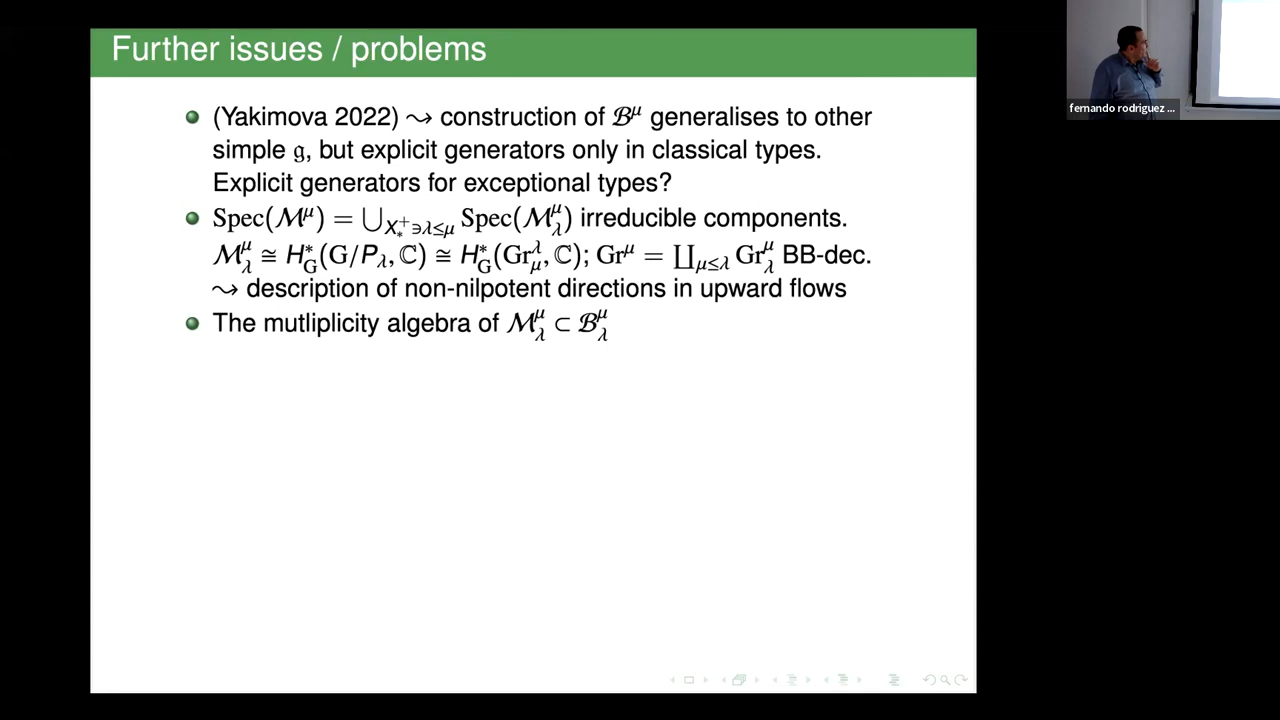 Further issues / problems
(Yakimova 2022) ⇝ construction of ℬ^μ generalises to other
simple 𝔤, but explicit generators only in classical types.
Explicit generators for exceptional types?
Spec(ℳ^μ) = ⋃_{X_*^+∋λ≤μ} Spec(ℳ_λ^μ) irreducible components.
ℳ_λ^μ ≅ H_G^*(G/P_λ, ℂ) ≅ H_G^*(Gr_μ^λ, ℂ); Gr^μ = ∐_{μ≤λ} Gr_λ^μ BB-dec.
⇝ description of non-nilpotent directions in upward flows
The mutliplicity algebra of ℳ_λ^μ ⊂ ℬ_λ^μ
fernando rodriguez ...